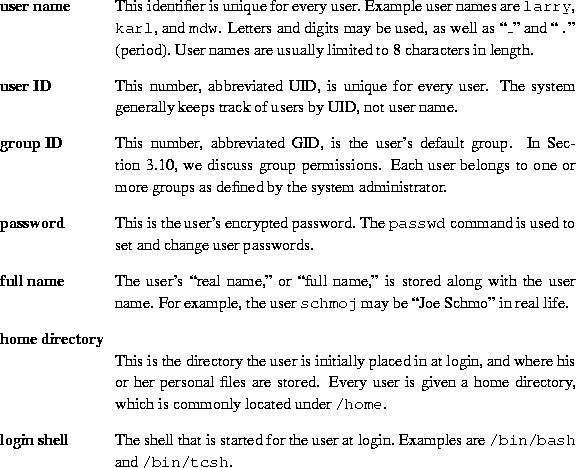 user name This identifier is unique for every user. Example user names are larry,
karl, and mdw. Letters and digits may be used, as well as “_” and “.”
(period). User names are usually limited to 8 characters in length.
user ID This number, abbreviated UID, is unique for every user. The system
generally keeps track of users by UID, not user name.
group ID This number, abbreviated GID, is the user’s default group. In Sec-
tion 3.10, we discuss group permissions. Each user belongs to one or
more groups as defined by the system administrator.
password This is the user’s encrypted password. The passwd command is used to
set and change user passwords.
full name The user’s “real name,” or “full name,” is stored along with the user
name. For example, the user schmoj may be “Joe Schmo” in real life.
home directory
This is the directory the user is initially placed in at login, and where his
or her personal files are stored. Every user is given a home directory,
which is commonly located under /home.
login shell The shell that is started for the user at login. Examples are /bin/bash
and /bin/tcsh.